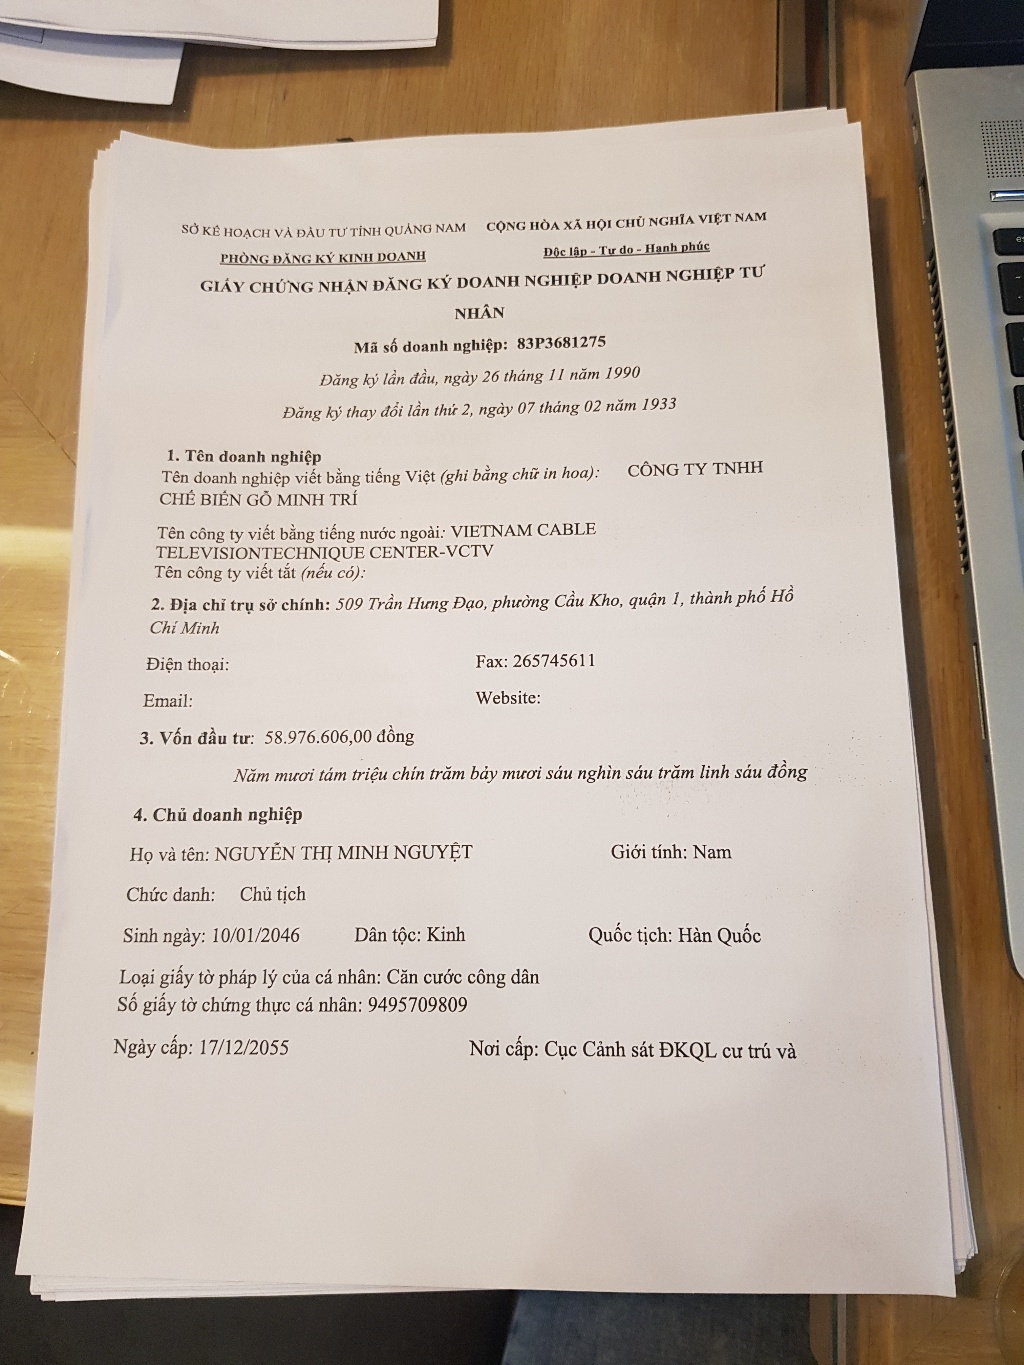 SỞ KẾ HOẠCH VÀ ĐẦU TƯ TỈNH QUẢNG NAM
PHÒNG ĐĂNG KÝ KINH DOANH
CỘNG HÒA XÃ HỘI CHỦ NGHĨA VIỆT NAM
Độc lập - Tự do - Hạnh phúc
GIẤY CHỨNG NHẬN ĐĂNG KÝ DOANH NGHIỆP DOANH NGHIỆP TƯ
NHÂN
Mã số doanh nghiệp: 83P3681275
Đăng ký lần đầu, ngày 26 tháng 11 năm 1990
Đăng ký thay đổi lần thứ 2, ngày 07 tháng 02 năm 1933
1. Tên doanh nghiệp
Tên doanh nghiệp viết bằng tiếng Việt (ghi bằng chữ in hoa): CÔNG TY TNHH
CHẾ BIẾN GỖ MINH TRÍ
Tên công ty viết bằng tiếng nước ngoài: VIETNAM CABLE
TELEVISIONTECHNIQUE CENTER-VCTV
Tên công ty viết tắt (nếu có):
2. Địa chỉ trụ sở chính: 509 Trần Hưng Đạo, phường Cầu Kho, quận 1, thành phố Hồ
Chí Minh
Điện thoại: Fax: 265745611
Email: Website:
3. Vốn đầu tư: 58.976.606,00 đồng
Năm mươi tám triệu chín trăm bảy mươi sáu nghìn sáu trăm linh sáu đồng
4. Chủ doanh nghiệp
Họ và tên: NGUYỄN THỊ MINH NGUYỆT Giới tính: Nam
Chức danh: Chủ tịch
Sinh ngày: 10/01/2046 Dân tộc: Kinh Quốc tịch: Hàn Quốc
Loại giấy tờ pháp lý của cá nhân: Căn cước công dân
Số giấy tờ chứng thực cá nhân: 9495709809
Ngày cấp: 17/12/2055 Nơi cấp: Cục Cảnh sát ĐKQL cư trú và